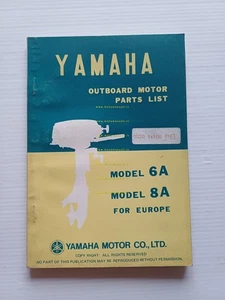 YAMAHA
OUTBOARD MOTOR
PARTS LIST
MODEL 6A
MODEL 8A
FOR EUROPE
YAMAHA MOTOR CO., LTD.
COPY RIGHT: ALL RIGHTS RESERVED
NO PART OF THIS PUBLICATION MAY BE REPRODUCED WITHOUT PERMISSION.